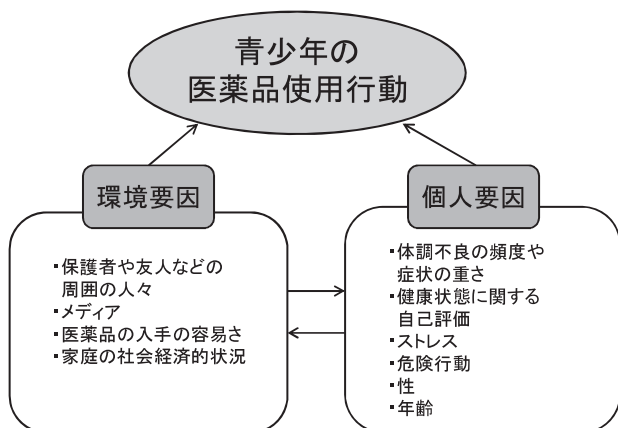 青少年の
医薬品使用行動
環境要因
・保護者や友人などの
周囲の人々
・メディア
・医薬品の入手の容易さ
・家庭の社会経済的状況
個人要因
・体調不良の頻度や
症状の重さ
・健康状態に関する
自己評価
・ストレス
・危険行動
・性
・年齢